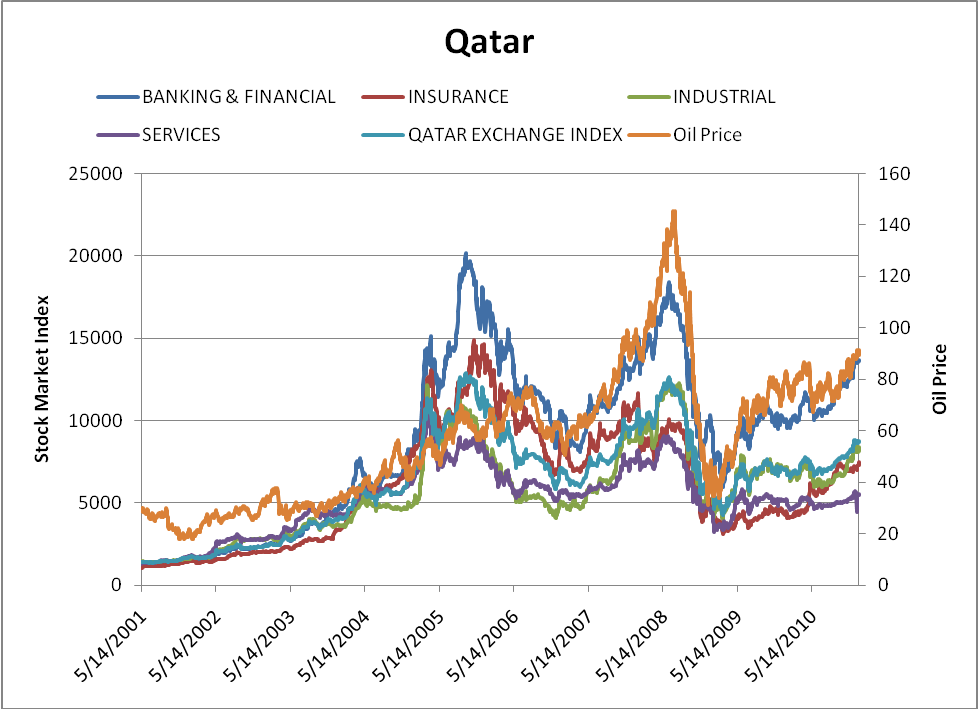 Qatar
BANKING & FINANCIAL INSURANCE INDUSTRIAL
SERVICES QATAR EXCHANGE INDEX Oil Price
25000 160
140
20000
120
15000
100
80
10000
60
40
5000
20
0 0
Stock Market Index
Oil Price
5/14/2001 5/14/2002 5/14/2003 5/14/2004 5/14/2005 5/14/2006 5/14/2007 5/14/2008 5/14/2009 5/14/2010